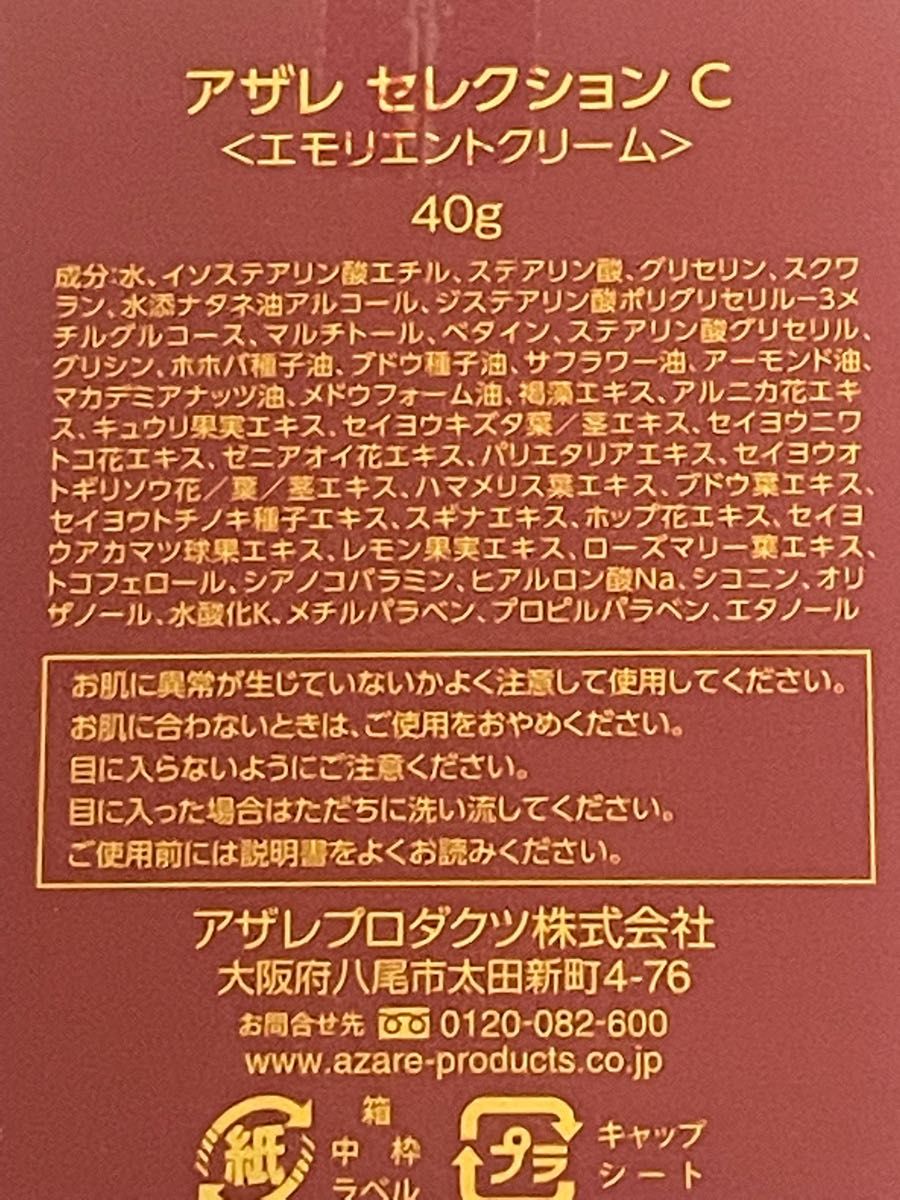 アザレ セレクション C
<エモリエントクリーム>
40g
成分:水、イソステアリン酸エチル、ステアリン酸、グリセリン、スクワ
ラン、水添ナタネ油アルコール、ジステアリン酸ポリグリセリルー3メ
チルグルコース、マルチトール、ベタイン、ステアリン酸グリセリル、
グリシン、ホホバ種子油、ブドウ種子油、サフラワー油、アーモンド油、
マカデミアナッツ油、メドウフォーム油、褐藻エキス、アルニカ花エキ
ス、キュウリ果実エキス、セイヨウキズタ葉／茎エキス、セイヨウニワ
トコ花エキス、ゼニアオイ花エキス、パリエタリアエキス、セイヨウオ
トギリソウ花／葉／茎エキス、ハマメリス葉エキス、ブドウ葉エキス、
セイヨウトチノキ種子エキス、スギナエキス、ホップ花エキス、セイヨ
ウアカマツ球果エキス、レモン果実エキス、ローズマリー葉エキス、
トコフェロール、シアノコバラミン、ヒアルロン酸Na、シコニン、オリ
ザノール、水酸化K、メチルパラベン、プロピルパラベン、エタノール
お肌に異常が生じていないかよく注意して使用してください。
お肌に合わないときは、ご使用をおやめください。
目に入らないようにご注意ください。
目に入った場合はただちに洗い流してください。
ご使用前には説明書をよくお読みください。
アザレプロダクツ株式会社
大阪府八尾市太田新町4-76
お問合せ先 0120-082-600
www.azare-products.co.jp
紙 箱 中 枠 ラベル
プラ キャップ シート